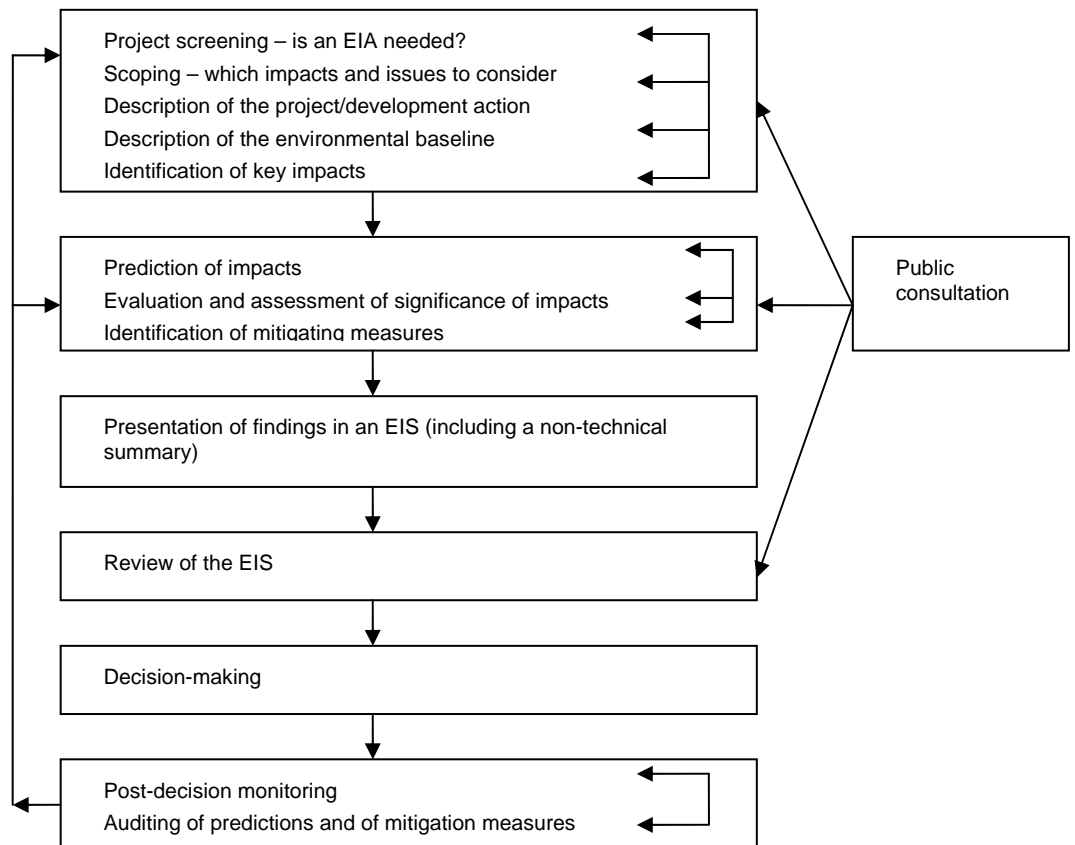 Project screening – is an EIA needed?
Scoping – which impacts and issues to consider
Description of the project/development action
Description of the environmental baseline
Identification of key impacts
Prediction of impacts
Evaluation and assessment of significance of impacts
Identification of mitigating measures
Public
consultation
Presentation of findings in an EIS (including a non-technical
summary)
Review of the EIS
Decision-making
Post-decision monitoring
Auditing of predictions and of mitigation measures